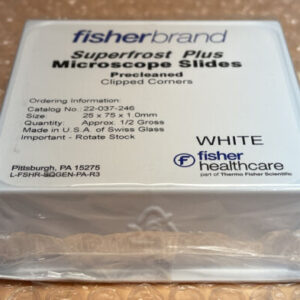 fisherbrand
Superfrost Plus
Microscope Slides
Precleaned
Clipped Corners
Ordering Information:
Catalog No.: 22-037-246
Size: 25 x 75 x 1.0mm
Quantity: Approx. 1/2 Gross
Made in U.S.A. of Swiss Glass
Important - Rotate Stock
WHITE
fisher
healthcare
part of Thermo Fisher Scientific
Pittsburgh, PA 15275
L-FSHR-BDGEN-PA-R3